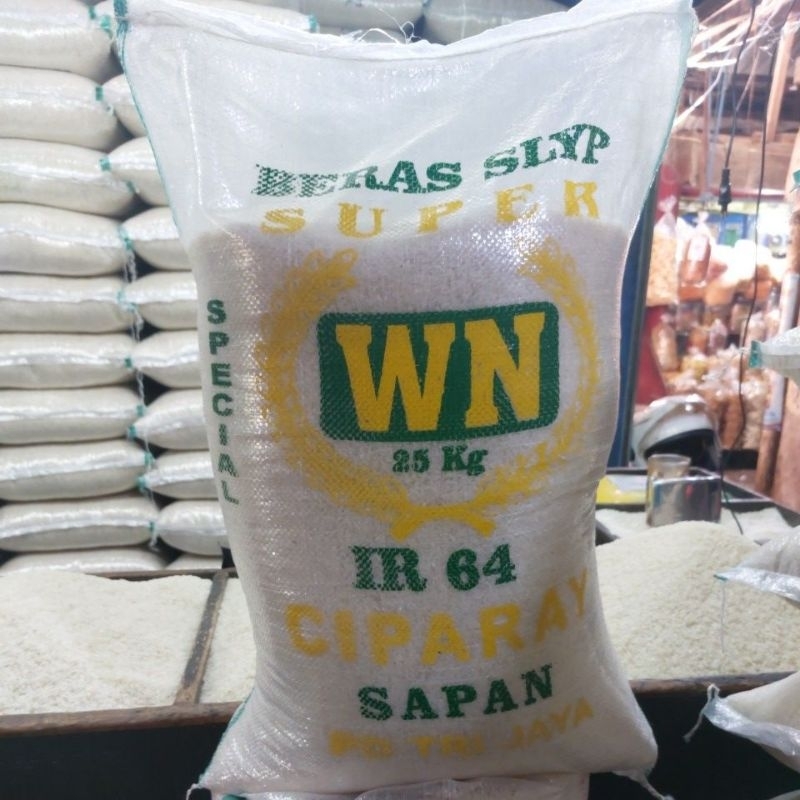 BERAS SLYP
SUPER
SPECIAL
WN
25 Kg
IR 64
CIPARAY
SAPAN
PD TRI JAYA